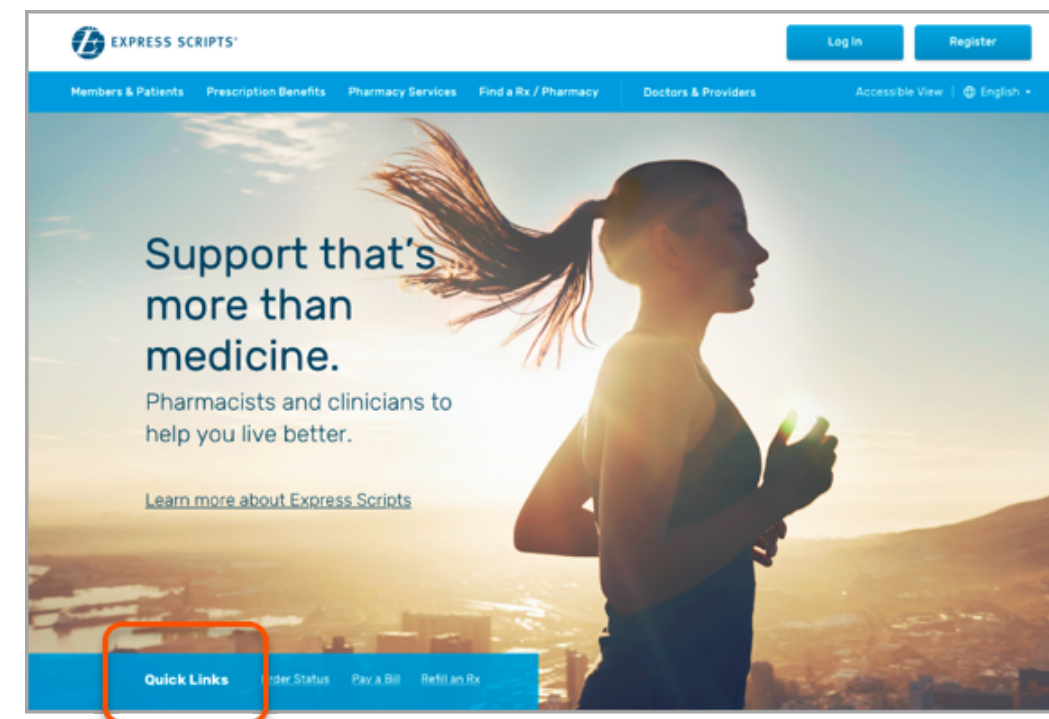 EXPRESS SCRIPTS®
Log In Register
Members & Patients Prescription Benefits Pharmacy Services Find a Rx / Pharmacy Doctors & Providers Accessible View | English
Support that's
more than
medicine.
Pharmacists and clinicians to
help you live better.
Learn more about Express Scripts
Quick Links Order Status Pay a Bill Refill an Rx